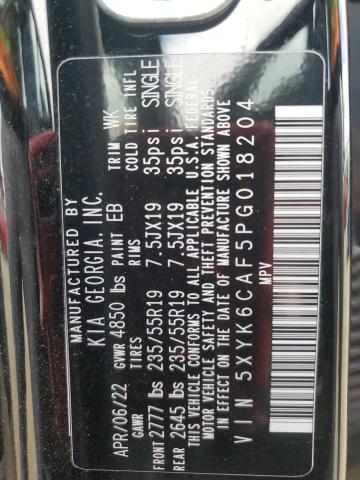 MANUFACTURED BY
KIA GEORGIA, INC.
APR/06/22 GVWR 4850 lbs PAINT EB TRIM WK
GAWR TIRES RIMS COLD TIRE INFL
FRONT 2777 lbs 235/55R19 7.5JX19 35psi SINGLE
REAR 2645 lbs 235/55R19 7.5JX19 35psi SINGLE
THIS VEHICLE CONFORMS TO ALL APPLICABLE U.S.A. FEDERAL
MOTOR VEHICLE SAFETY AND THEFT PREVENTION STANDARDS
IN EFFECT ON THE DATE OF MANUFACTURE SHOWN ABOVE
VIN 5XYK6CAF5PG018204
MPV